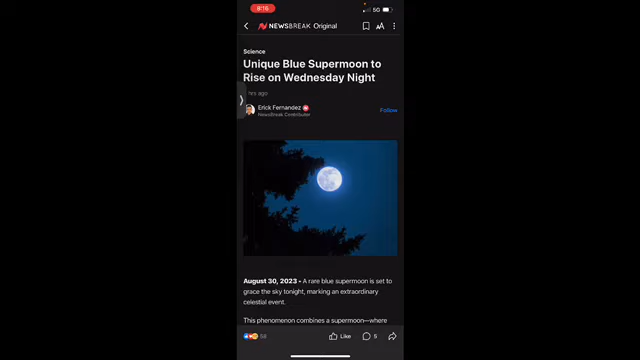 8:15
5G
NEWSBREAK Original
AA
Science
Unique Blue Supermoon to
Rise on Wednesday Night
hrs ago
Erick Fernandez
NewsBreak Contributor
Follow
August 30, 2023 - A rare blue supermoon is set to
grace the sky tonight, marking an extraordinary
celestial event.
This phenomenon combines a supermoon—where
58
Like
5